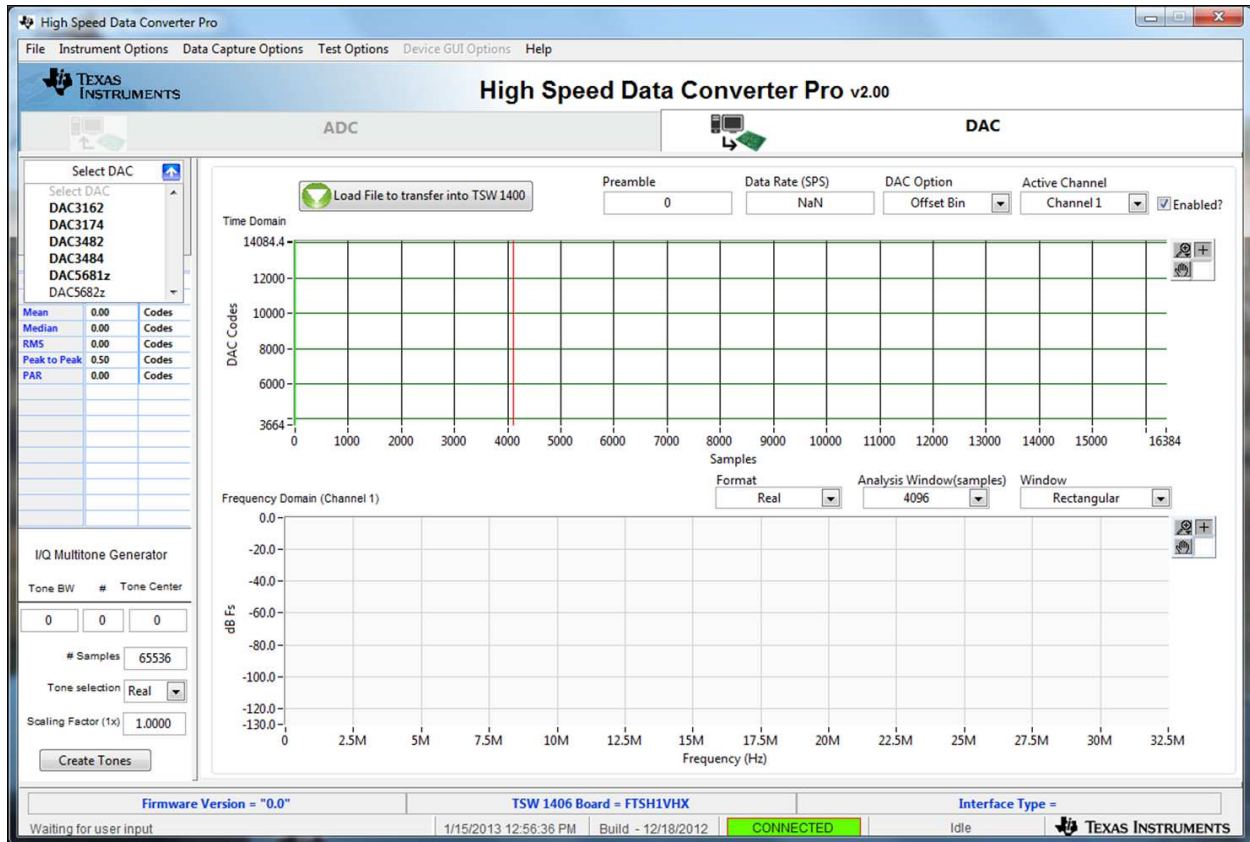 High Speed Data Converter Pro
File Instrument Options Data Capture Options Test Options Device GUI Options Help
TEXAS INSTRUMENTS
High Speed Data Converter Pro v2.00
ADC
DAC
Select DAC
Select DAC
DAC3162
DAC3174
DAC3482
DAC3484
DAC5681z
DAC5682z
Mean 0.00 Codes
Median 0.00 Codes
RMS 0.00 Codes
Peak to Peak 0.50 Codes
PAR 0.00 Codes
I/Q Multitone Generator
Tone BW # Tone Center
0 0 0
# Samples 65536
Tone selection Real
Scaling Factor (1x) 1.0000
Create Tones
Load File to transfer into TSW 1400
Preamble
0
Data Rate (SPS)
NaN
DAC Option
Offset Bin
Active Channel
Channel 1
Enabled?
Time Domain
DAC Codes
14084.4
12000
10000
8000
6000
3664
0 1000 2000 3000 4000 5000 6000 7000 8000 9000 10000 11000 12000 13000 14000 15000 16384
Samples
Format
Real
Analysis Window(samples)
4096
Window
Rectangular
Frequency Domain (Channel 1)
dB Fs
0.0
-20.0
-40.0
-60.0
-80.0
-100.0
-120.0
-130.0
0 2.5M 5M 7.5M 10M 12.5M 15M 17.5M 20M 22.5M 25M 27.5M 30M 32.5M
Frequency (Hz)
Firmware Version = "0.0"
TSW 1406 Board = FTSH1VHX
Interface Type =
Waiting for user input
1/15/2013 12:56:36 PM
Build - 12/18/2012
CONNECTED
Idle
TEXAS INSTRUMENTS